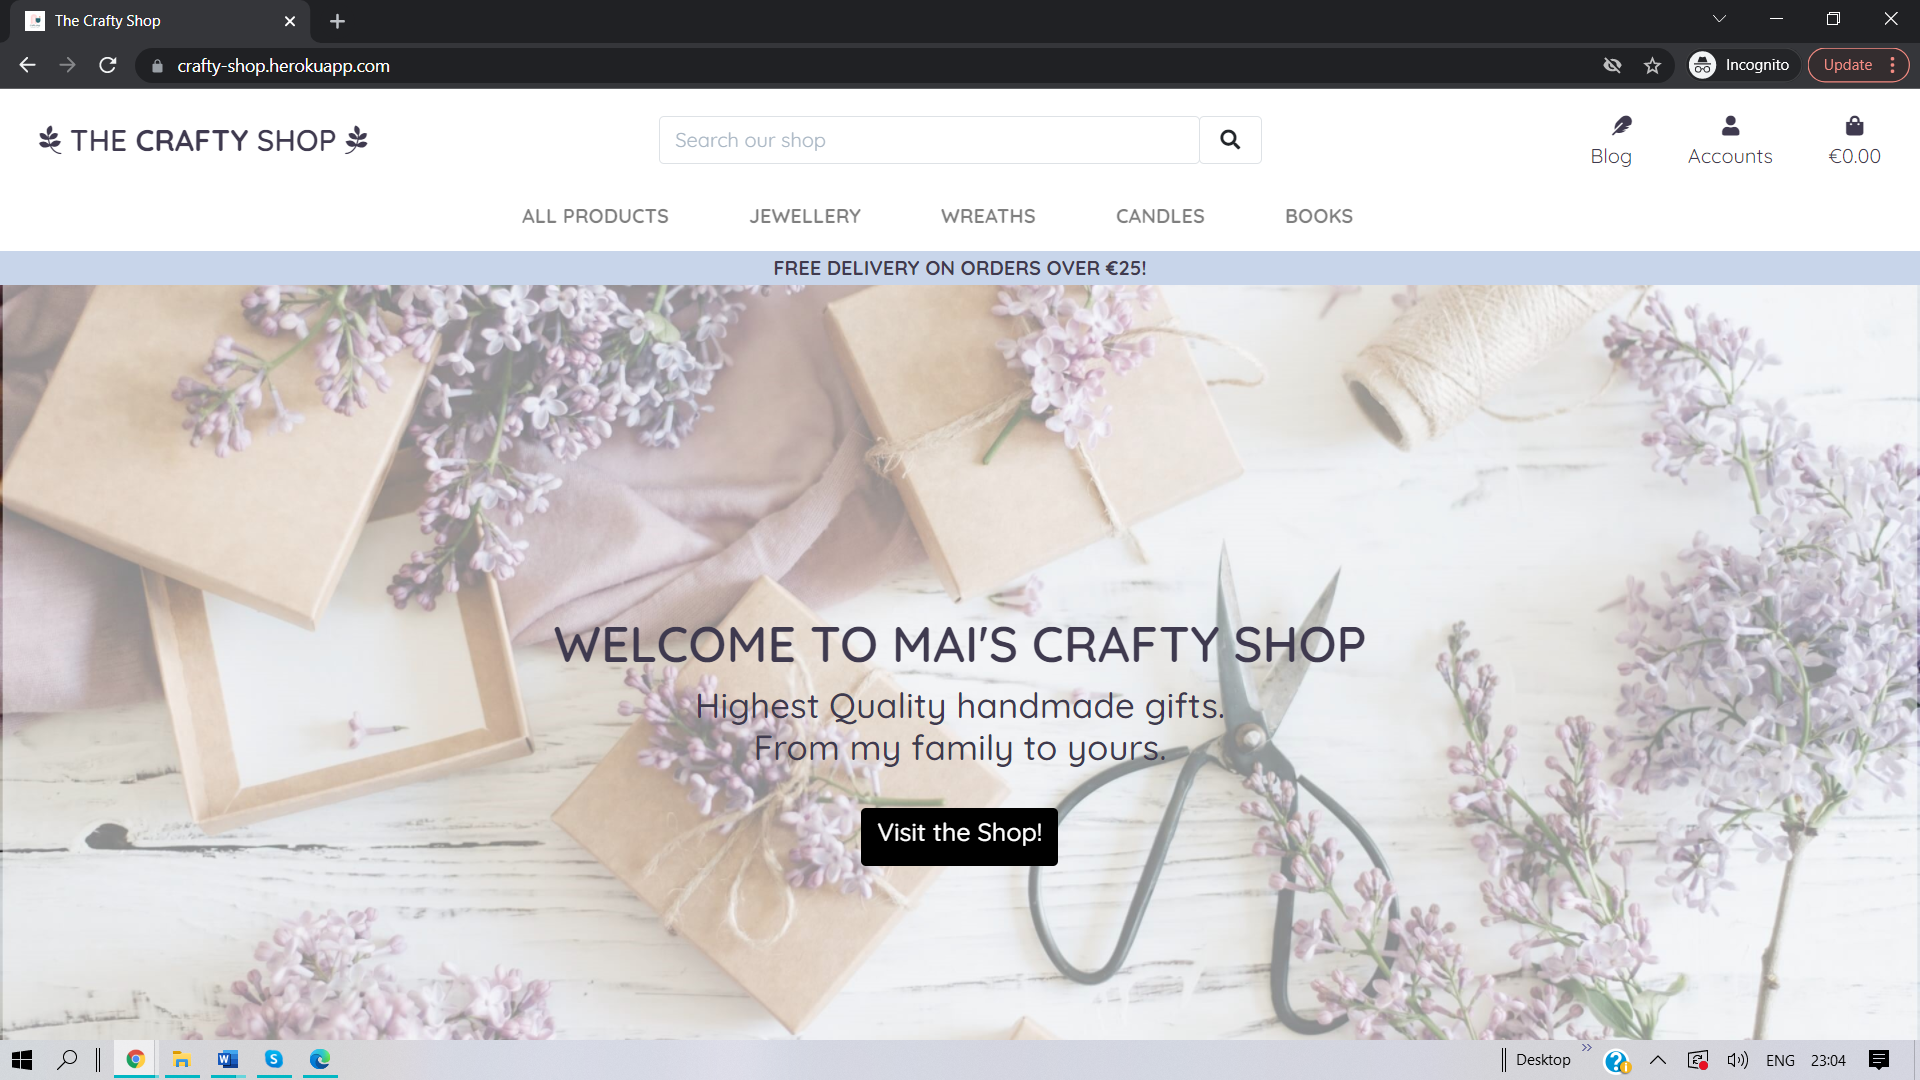 The Crafty Shop
crafty-shop.herokuapp.com
Incognito
Update
THE CRAFTY SHOP
Search our shop
Blog
Accounts
€0.00
ALL PRODUCTS
JEWELLERY
WREATHS
CANDLES
BOOKS
FREE DELIVERY ON ORDERS OVER €25!
WELCOME TO MAI'S CRAFTY SHOP
Highest Quality handmade gifts.
From my family to yours.
Visit the Shop!
Desktop
ENG
23:04